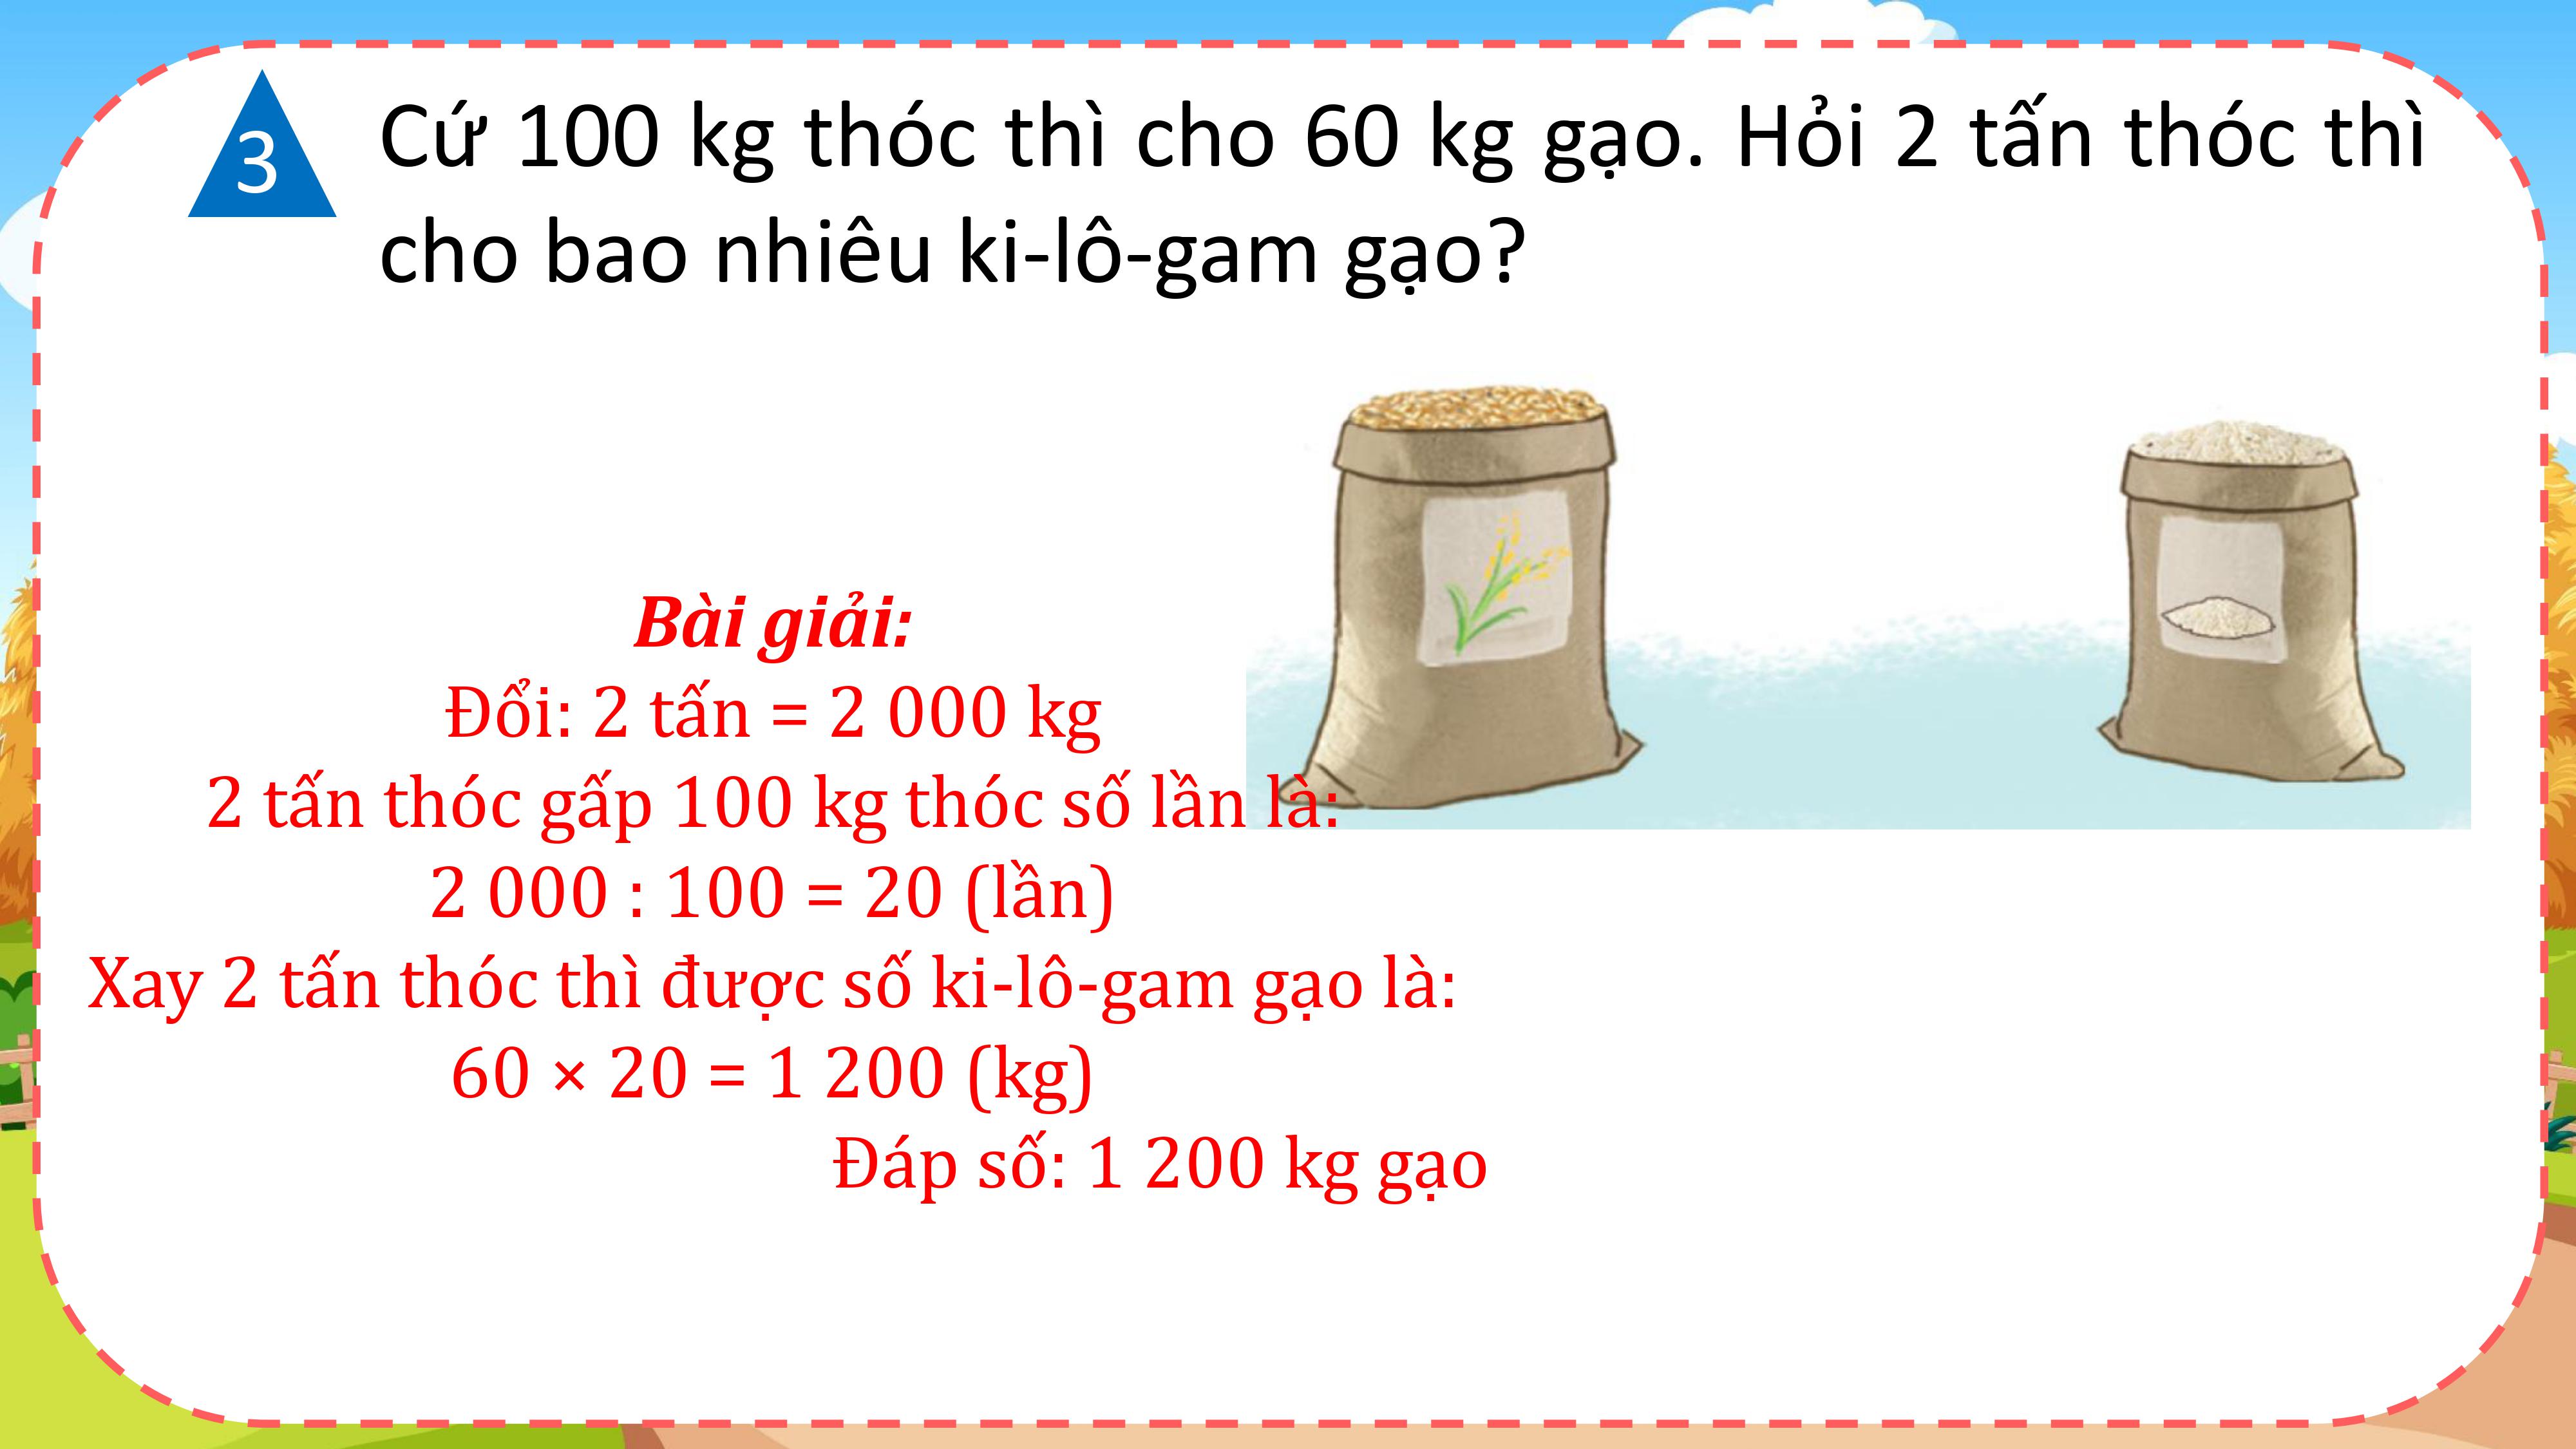 3
Cứ 100 kg thóc thì cho 60 kg gạo. Hỏi 2 tấn thóc thì
cho bao nhiêu ki-lô-gam gạo?
Bài giải:
Đổi: 2 tấn = 2 000 kg
2 tấn thóc gấp 100 kg thóc số lần là:
2 000 : 100 = 20 (lần)
Xay 2 tấn thóc thì được số ki-lô-gam gạo là:
60 × 20 = 1 200 (kg)
Đáp số: 1 200 kg gạo